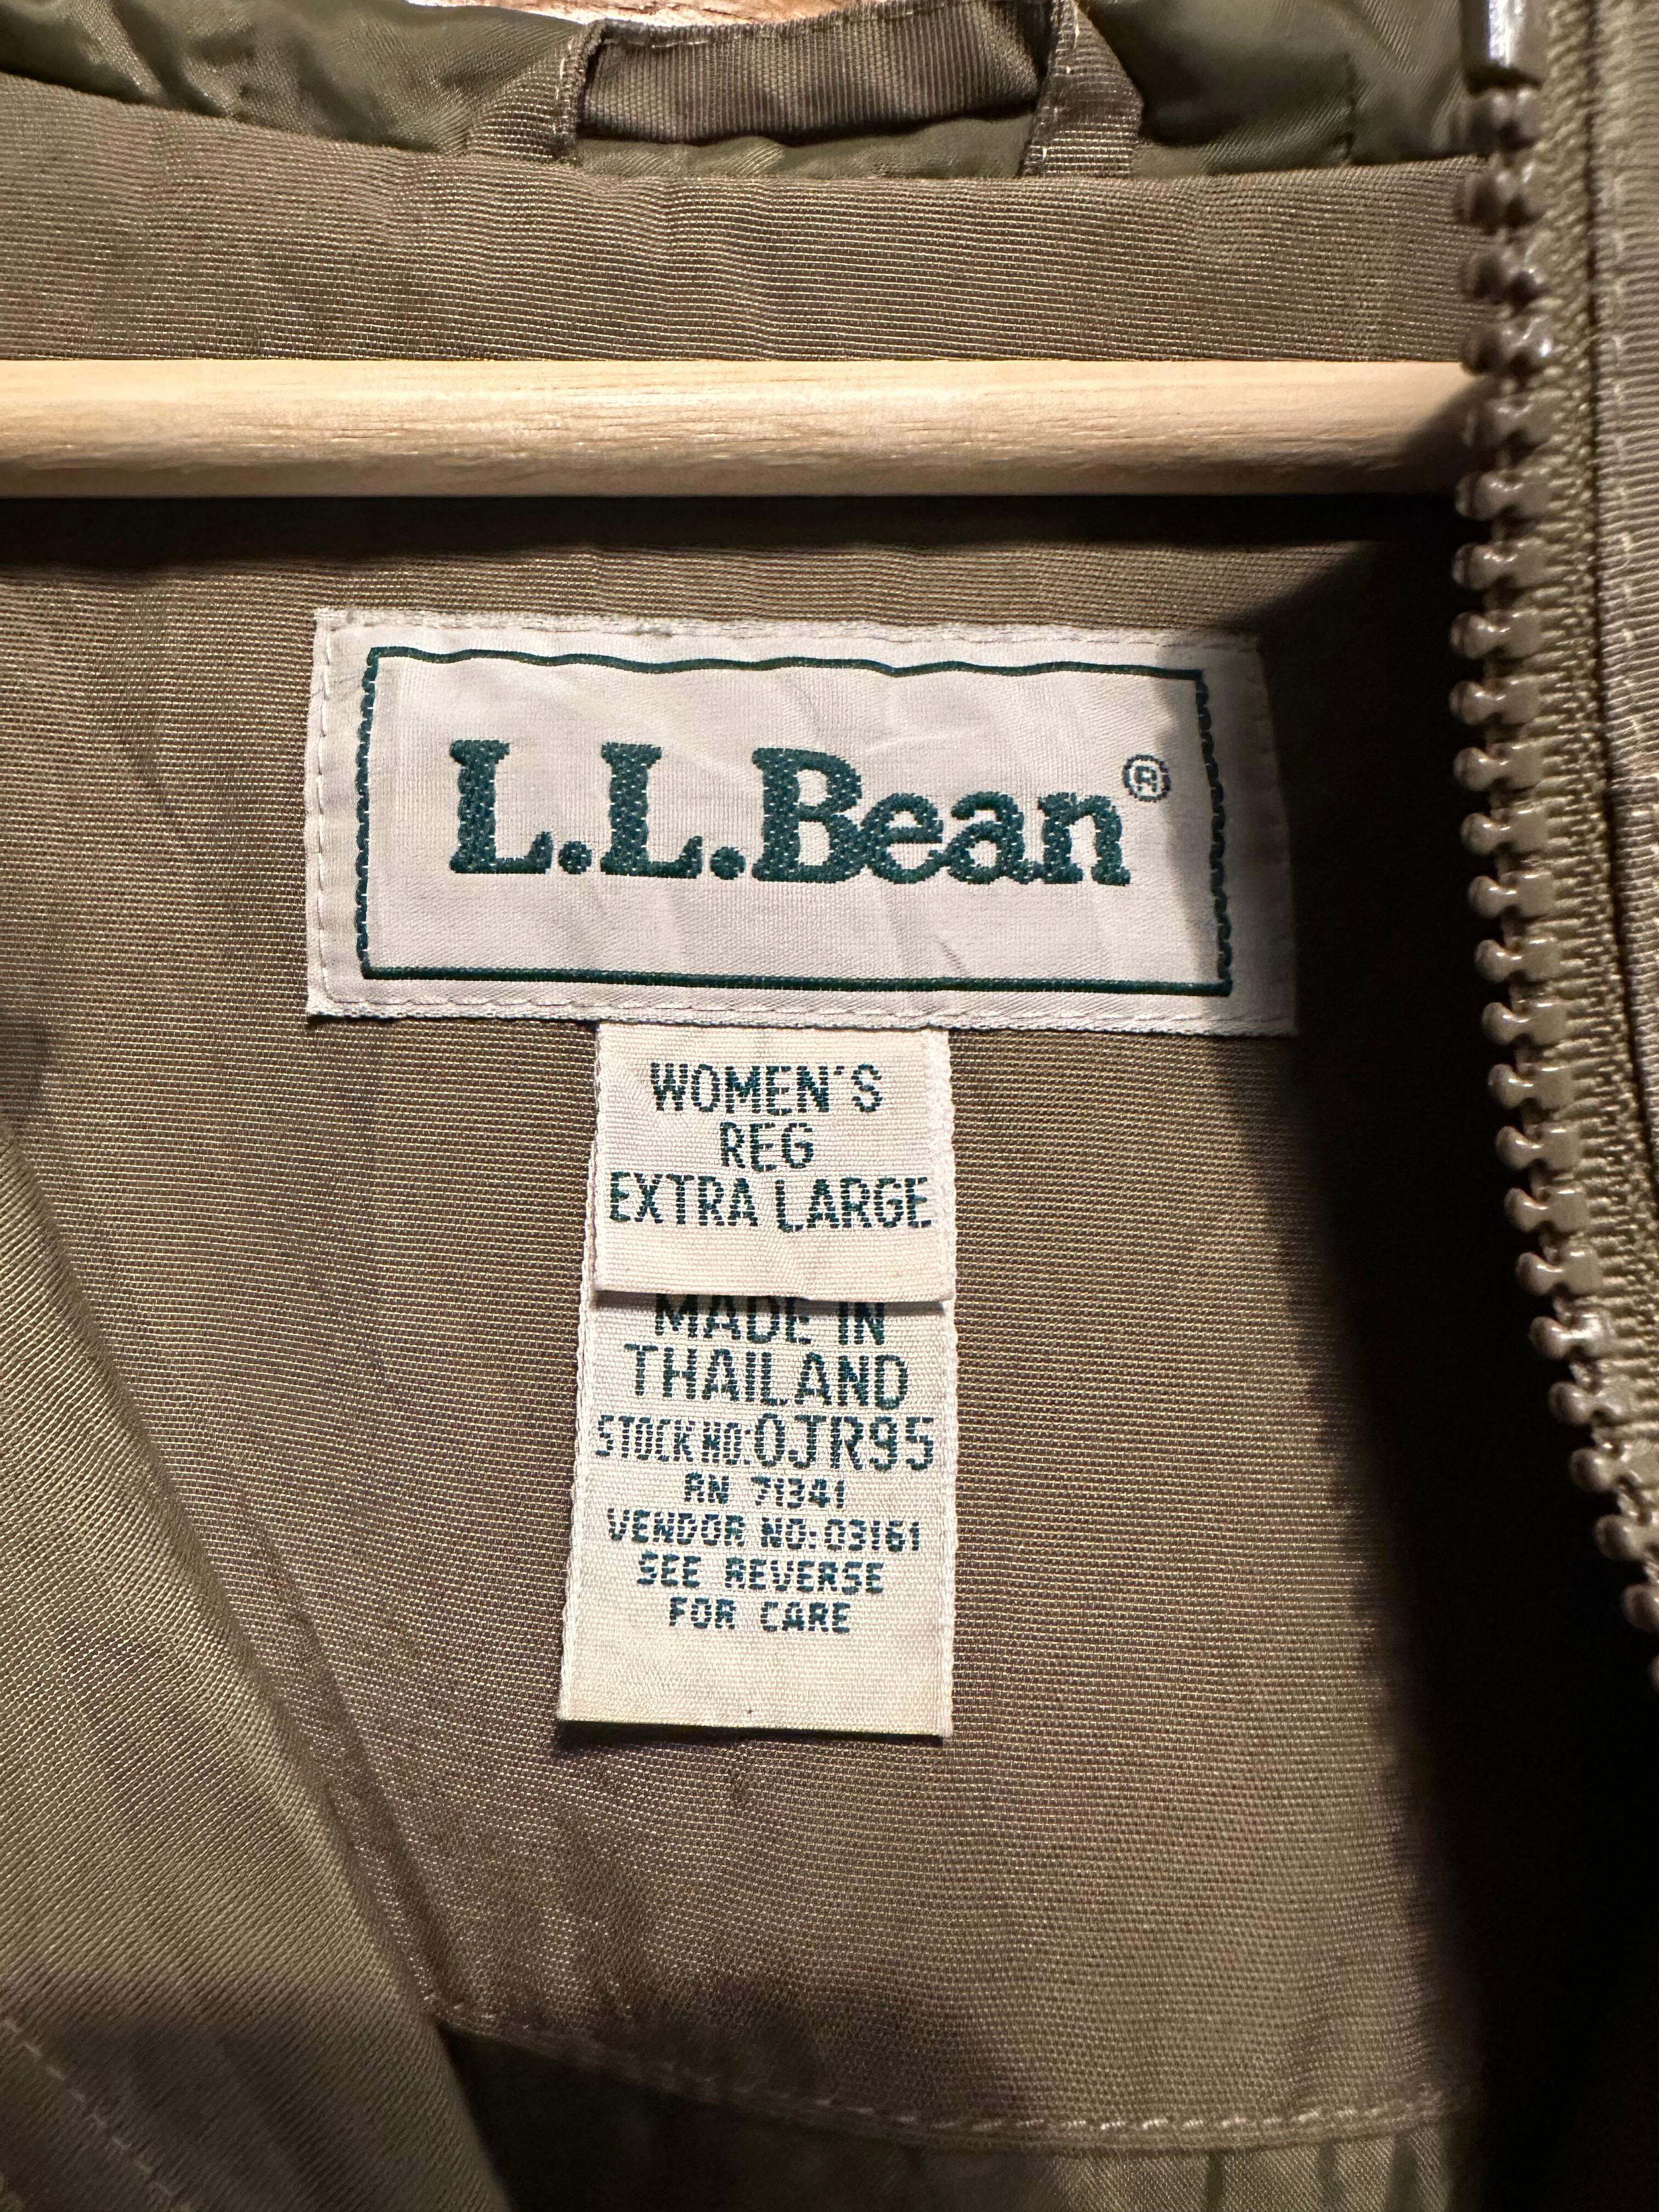 L.L.Bean®
WOMEN'S
REG
EXTRA LARGE
MADE IN
THAILAND
STOCK NO:0JR95
RN 71341
VENDOR NO:03161
SEE REVERSE
FOR CARE